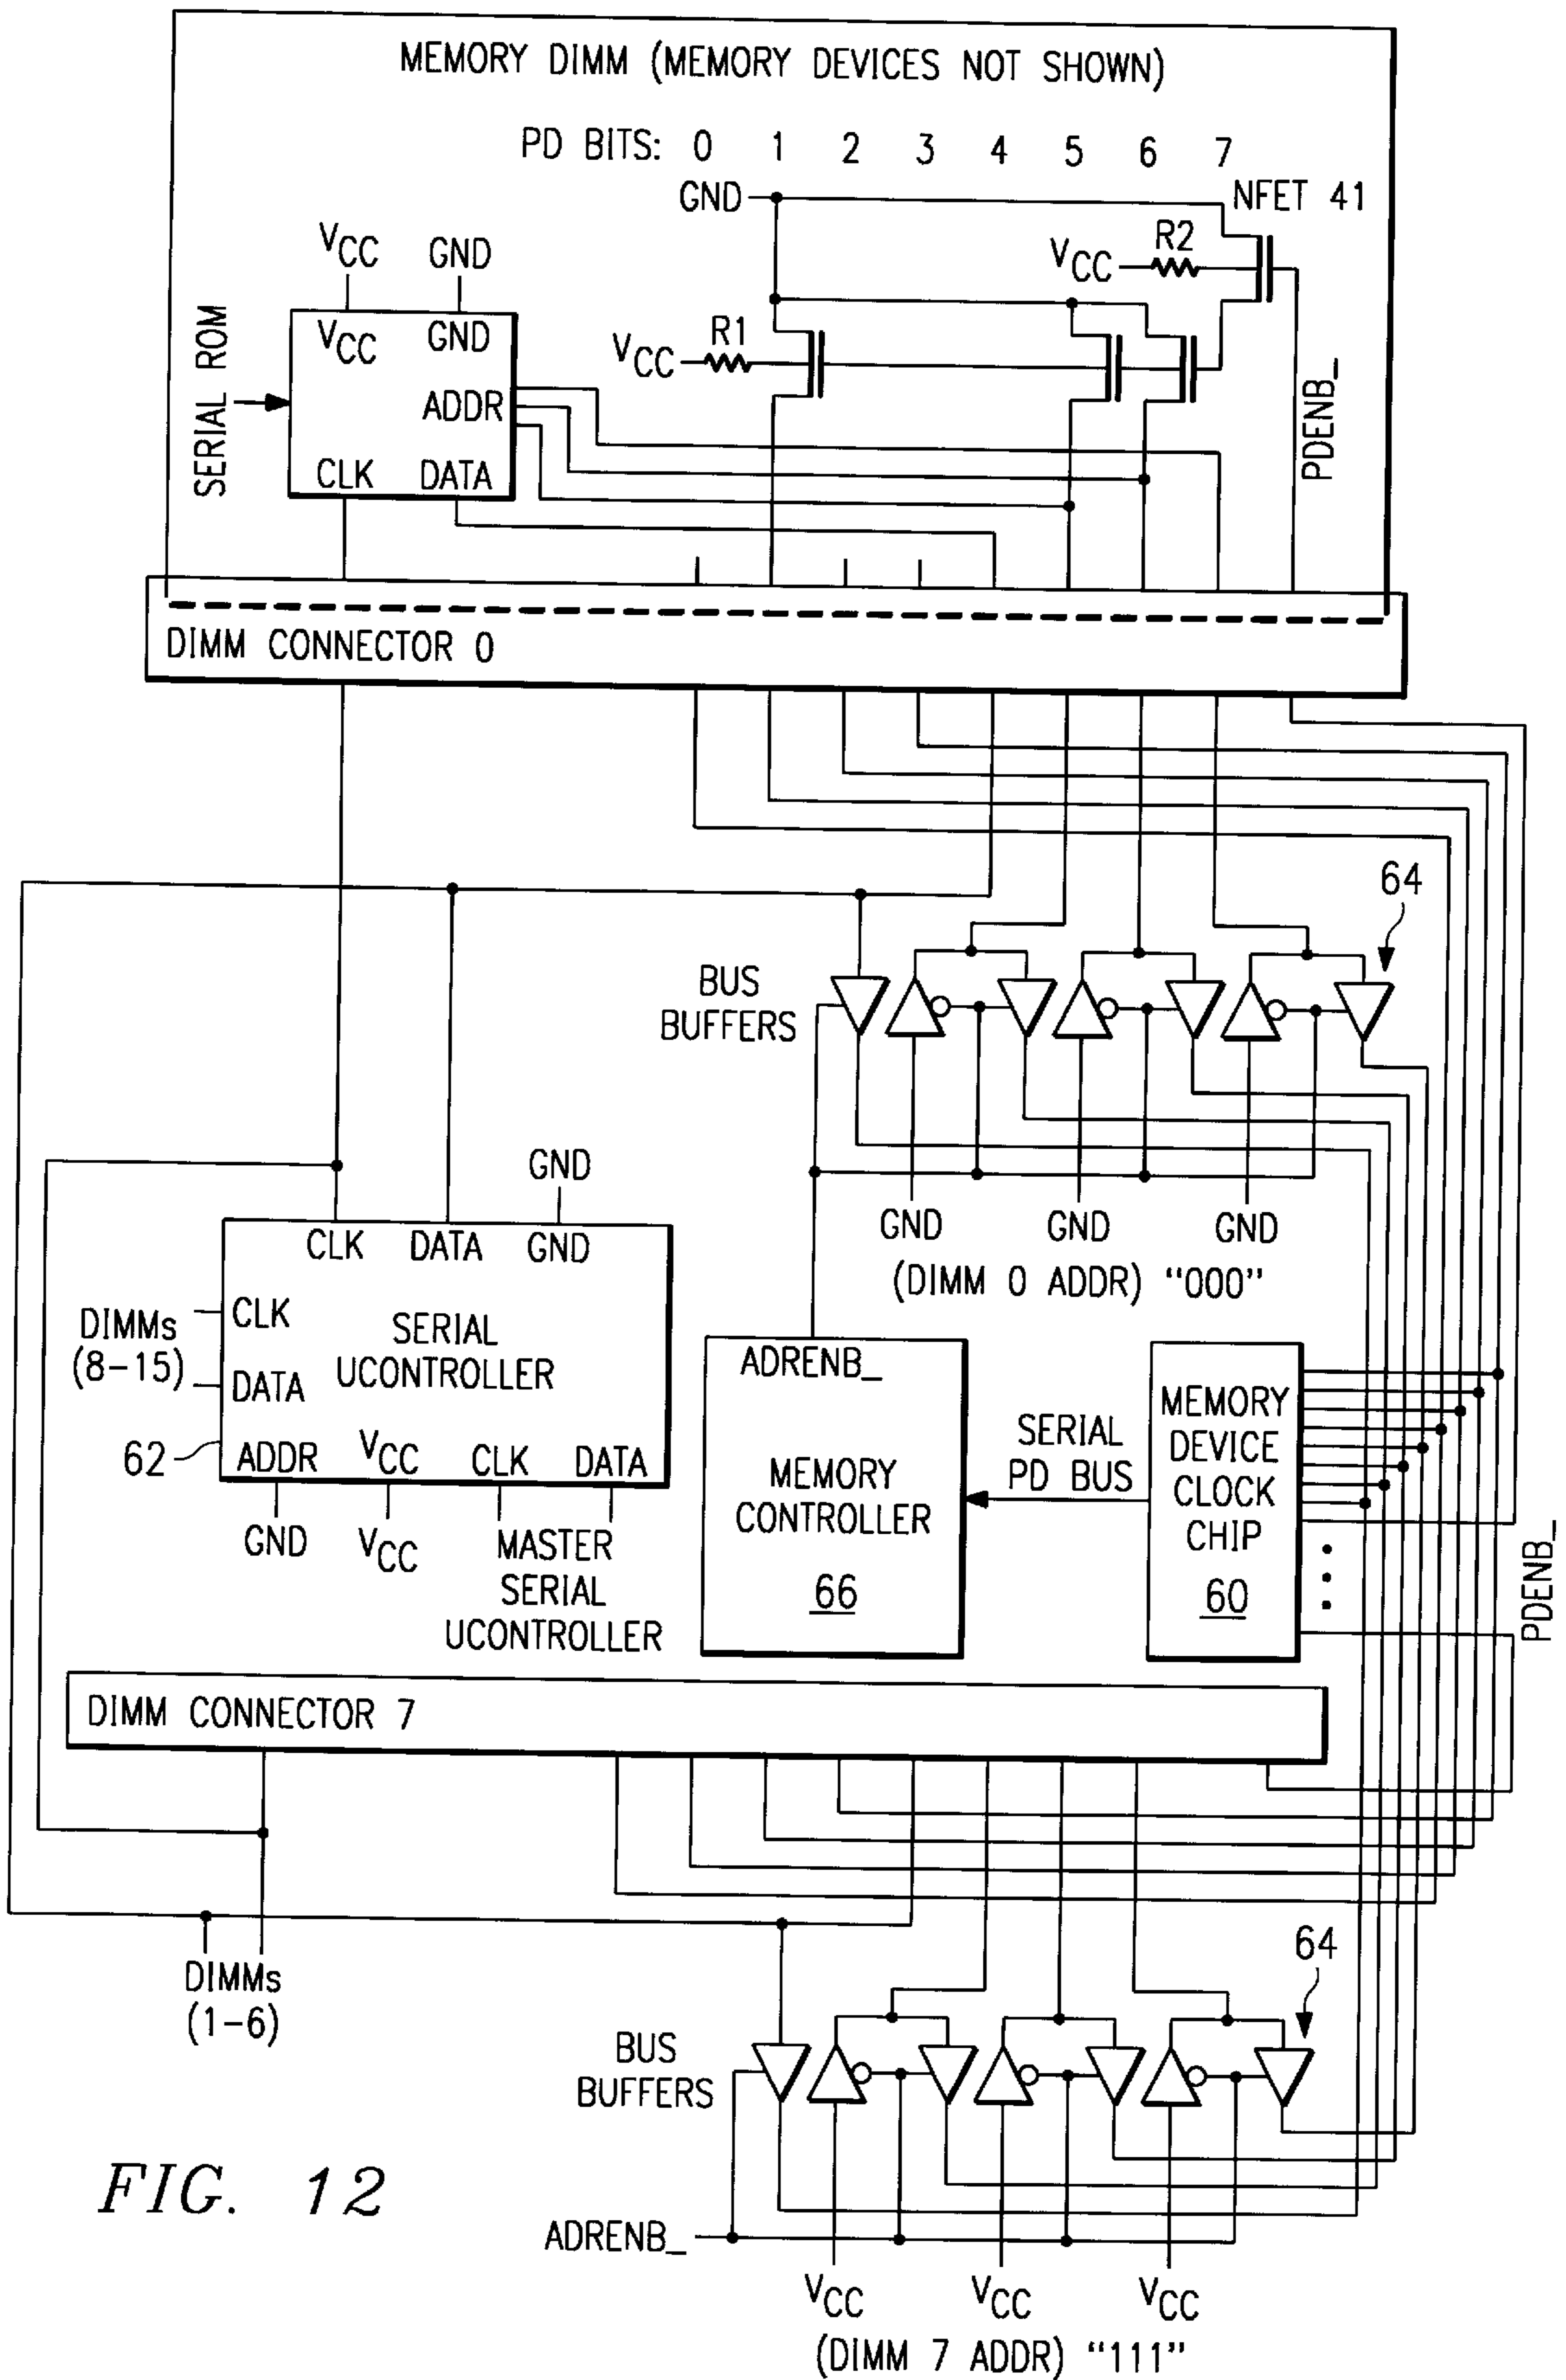 MEMORY DIMM (MEMORY DEVICES NOT SHOWN)
PD BITS: 0 1 2 3 4 5 6 7
GND
NFET 41
VCC
GND
R2
VCC
SERIAL ROM
VCC
GND
R1
VCC
ADDR
PDENB_
CLK
DATA
DIMM CONNECTOR 0
64
BUS
BUFFERS
GND
GND
GND
GND
(DIMM 0 ADDR) “000”
CLK
DATA
GND
DIMMs
(8-15)
CLK
DATA
SERIAL
UCONTROLLER
62
ADDR
VCC
CLK
DATA
GND
VCC
MASTER
SERIAL
UCONTROLLER
ADRENB_
MEMORY
CONTROLLER
66
SERIAL
PD BUS
MEMORY
DEVICE
CLOCK
CHIP
60
PDENB_
DIMM CONNECTOR 7
DIMMs
(1-6)
64
BUS
BUFFERS
ADRENB_
VCC
VCC
VCC
(DIMM 7 ADDR) “111”
FIG. 12